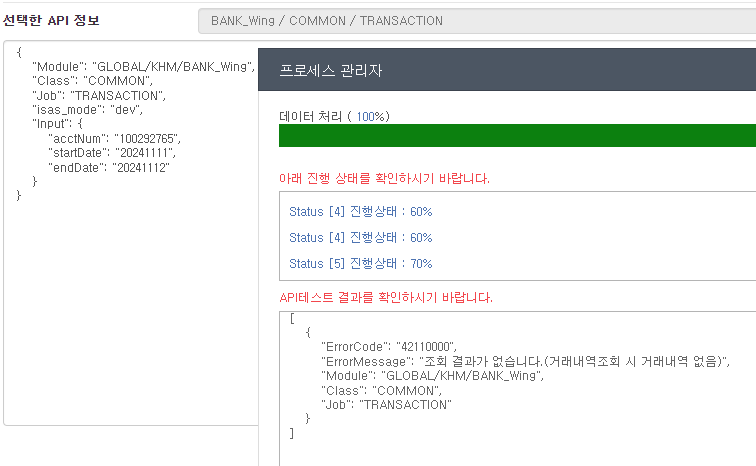 선택한 API 정보
BANK_Wing / COMMON / TRANSACTION
{
"Module": "GLOBAL/KHM/BANK_Wing",
"Class": "COMMON",
"Job": "TRANSACTION",
"isas_mode": "dev",
"Input": {
"acctNum": "100292765",
"startDate": "20241111",
"endDate": "20241112"
}
}
프로세스 관리자
데이터 처리 ( 100%)
아래 진행 상태를 확인하시기 바랍니다.
Status [4] 진행상태 : 60%
Status [4] 진행상태 : 60%
Status [5] 진행상태 : 70%
API테스트 결과를 확인하시기 바랍니다.
[
{
"ErrorCode": "42110000",
"ErrorMessage": "조회 결과가 없습니다.(거래내역조회 시 거래내역 없음)",
"Module": "GLOBAL/KHM/BANK_Wing",
"Class": "COMMON",
"Job": "TRANSACTION"
}
]